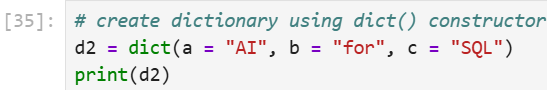 [35]: # create dictionary using dict() constructor
d2 = dict(a = "AI", b = "for", c = "SQL")
print(d2)